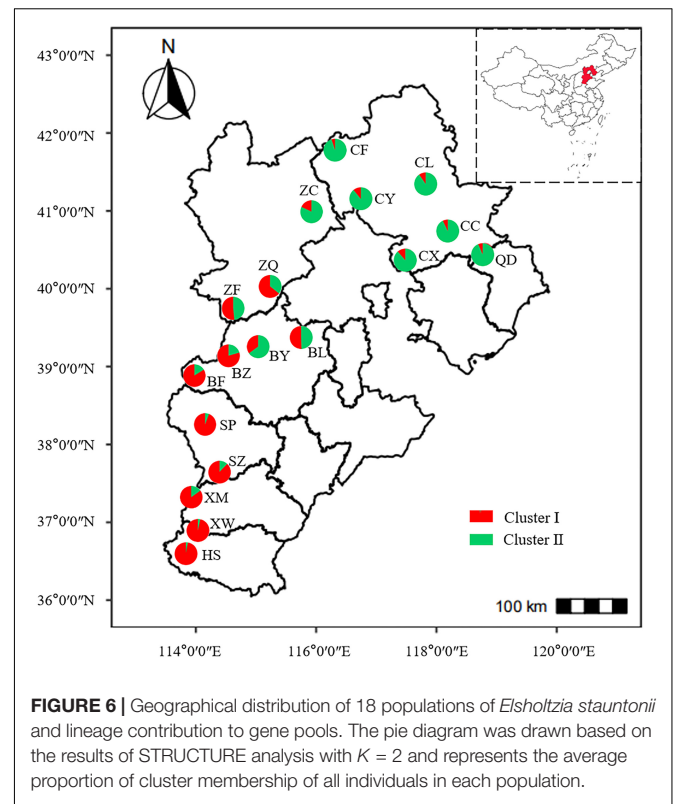 N
43°0′0″N
42°0′0″N
41°0′0″N
40°0′0″N
39°0′0″N
38°0′0″N
37°0′0″N
36°0′0″N
CF
CL
ZC
CY
CC
CX
QD
ZQ
ZF
BY
BL
BZ
BF
SP
SZ
XM
XW
HS
Cluster I
Cluster II
100 km
114°0′0″E
116°0′0″E
118°0′0″E
120°0′0″E
FIGURE 6 | Geographical distribution of 18 populations of Elsholtzia stauntonii
and lineage contribution to gene pools. The pie diagram was drawn based on
the results of STRUCTURE analysis with K = 2 and represents the average
proportion of cluster membership of all individuals in each population.